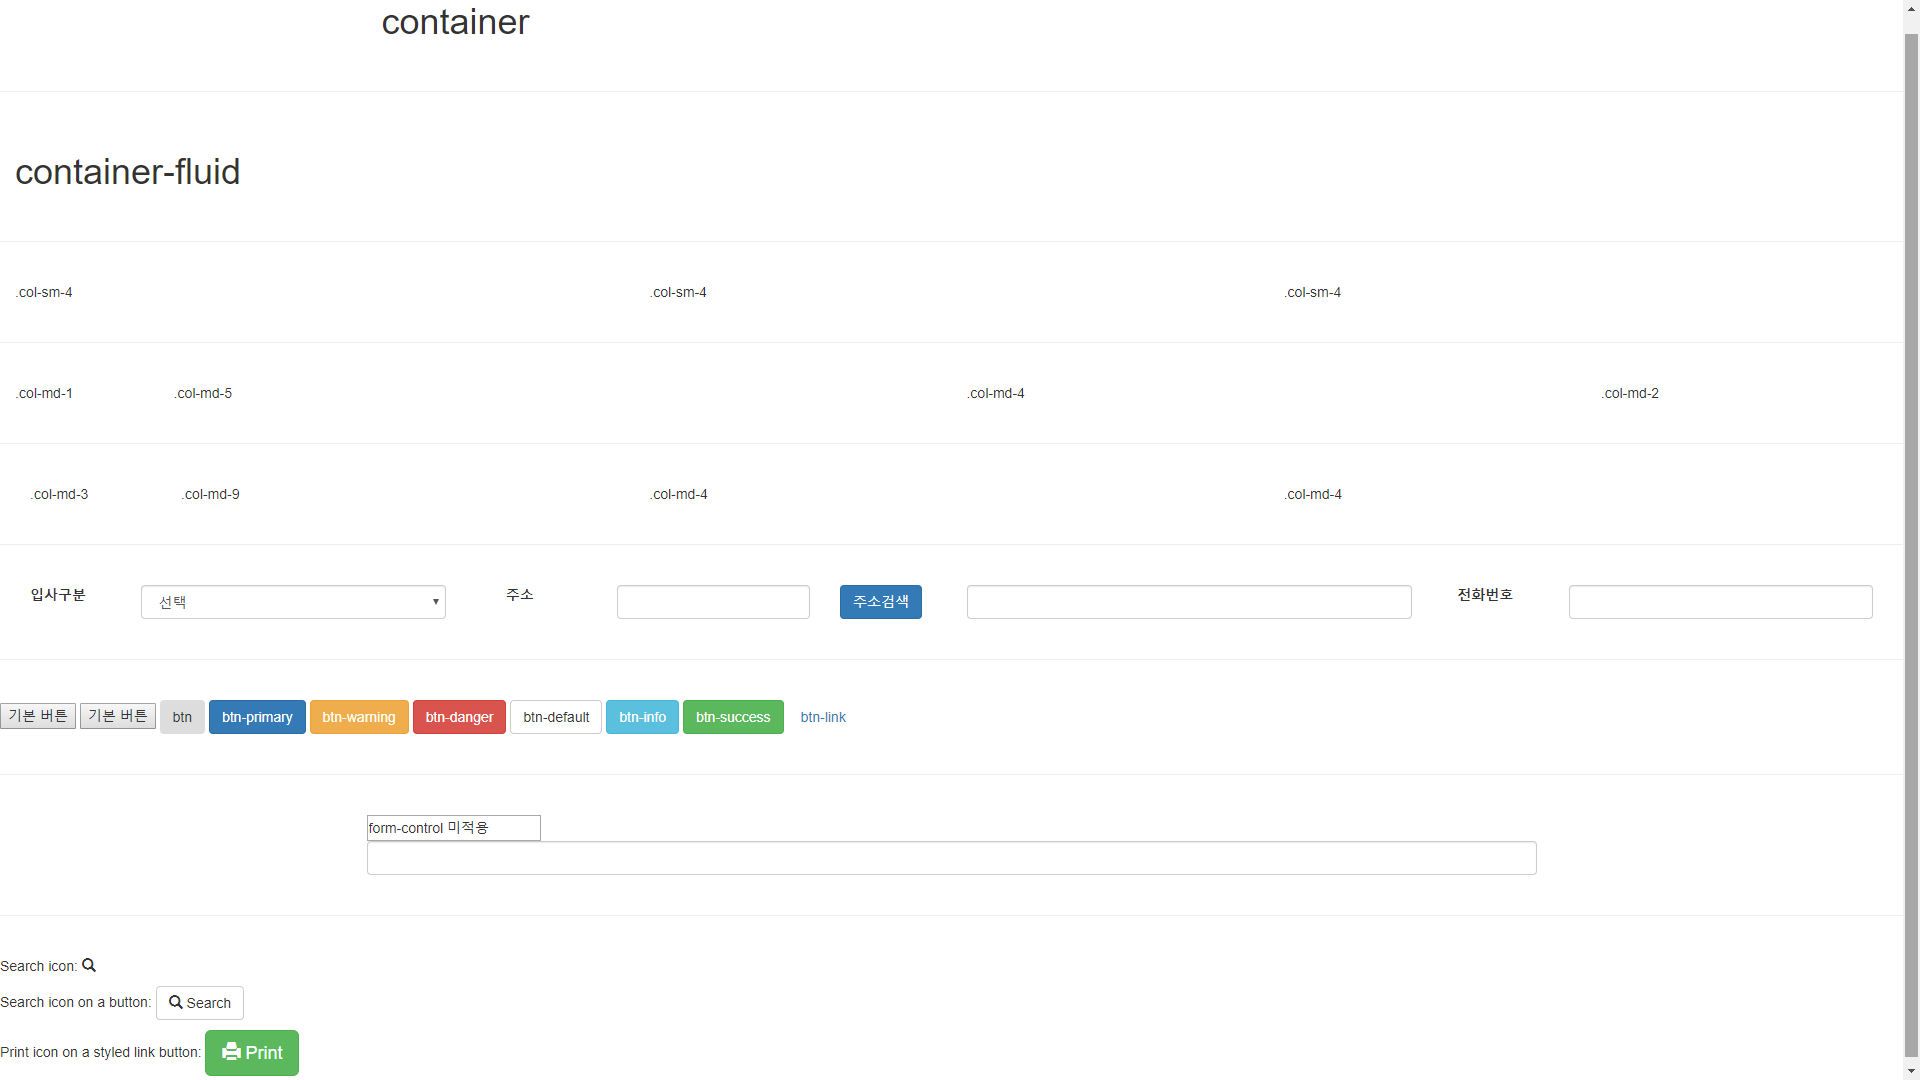 container
container-fluid
.col-sm-4 .col-sm-4 .col-sm-4
.col-md-1 .col-md-5 .col-md-4 .col-md-2
.col-md-3 .col-md-9 .col-md-4 .col-md-4
입사구분 선택 주소 주소검색 전화번호
기본 버튼 기본 버튼 btn btn-primary btn-warning btn-danger btn-default btn-info btn-success btn-link
form-control 미적용
Search icon:
Search icon on a button: Search
Print icon on a styled link button: Print